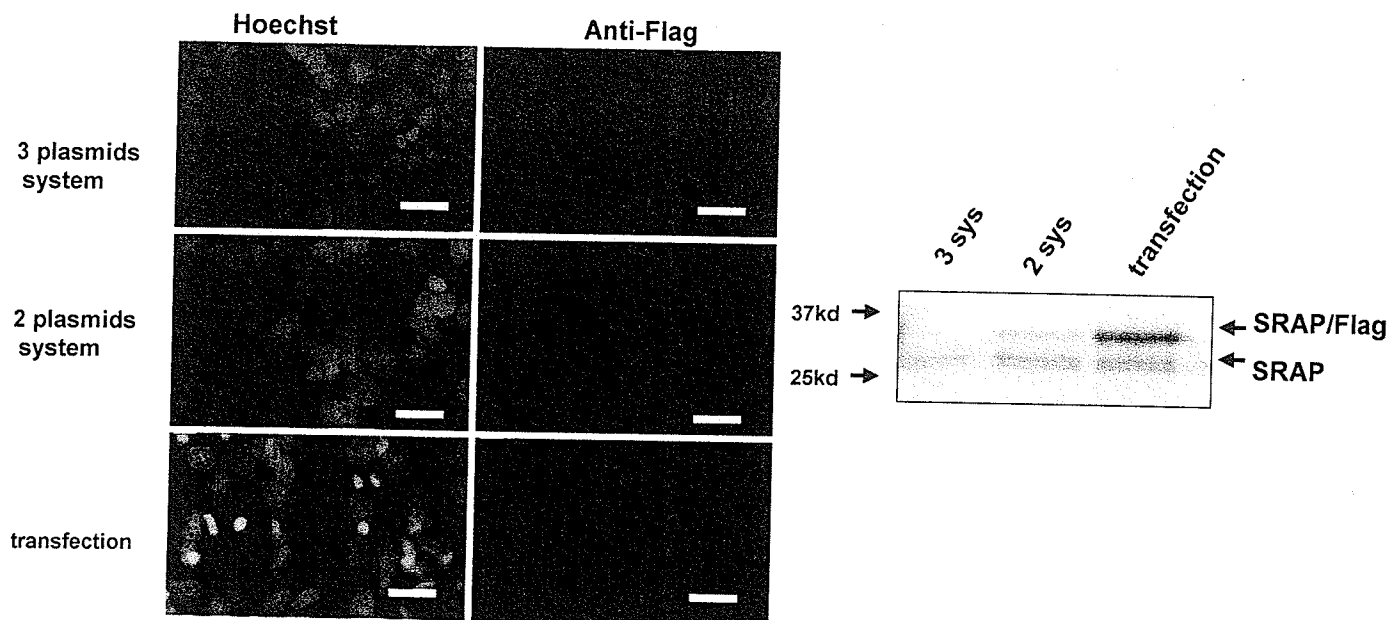 Hoechst
Anti-Flag
3 plasmids
system
2 plasmids
system
transfection
3 sys
2 sys
transfection
37kd
25kd
SRAP/Flag
SRAP